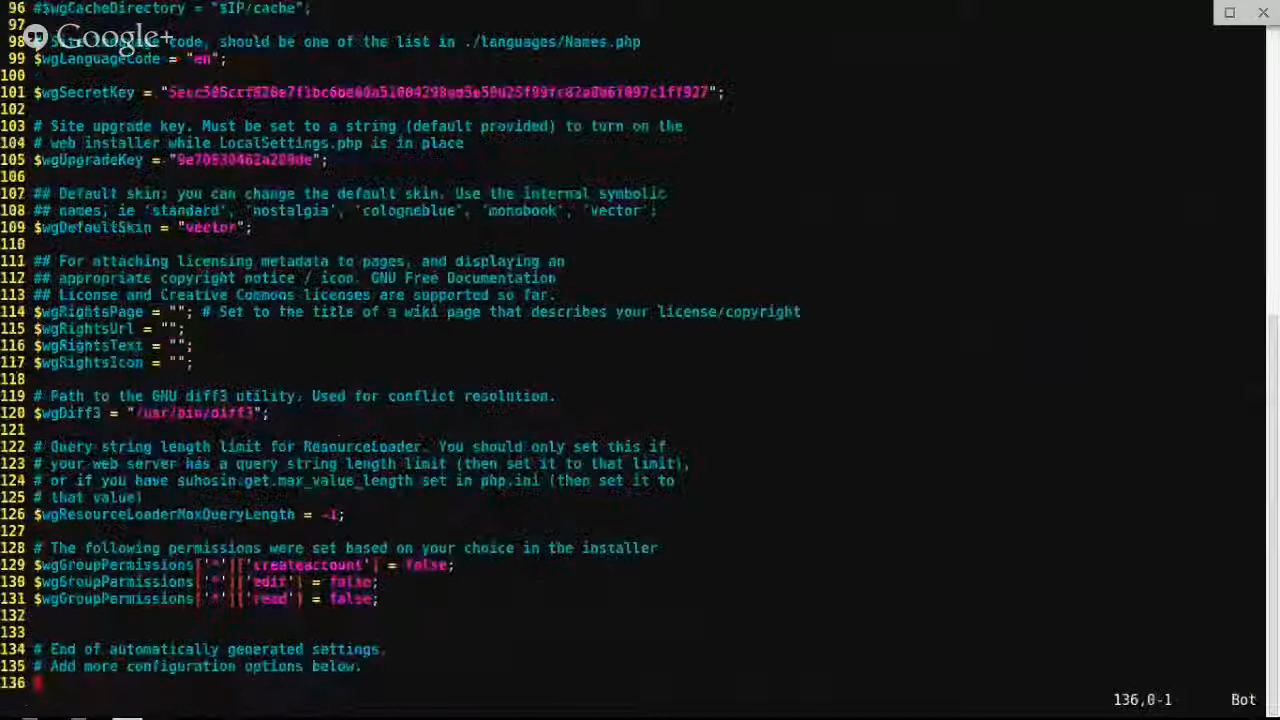 96 #$wgCacheDirectory = "$IP/cache";
97
Google+
98 code, should be one of the list in ./languages/Names.php
99 $wgLanguageCode = "en";
100
101 $wgSecretKey = "
102
103 # Site upgrade key. Must be set to a string (default provided) to turn on the
104 # web installer while LocalSettings.php is in place
105 $wgUpgradeKey = "
106
107 ## Default skin: you can change the default skin. Use the internal symbolic
108 ## names, ie 'standard', 'nostalgia', 'cologneblue', 'monobook', 'vector':
109 $wgDefaultSkin = "vector";
110
111 ## For attaching licensing metadata to pages, and displaying an
112 ## appropriate copyright notice / icon. GNU Free Documentation
113 ## License and Creative Commons licenses are supported so far.
114 $wgRightsPage = ""; # Set to the title of a wiki page that describes your license/copyright
115 $wgRightsUrl = "";
116 $wgRightsText = "";
117 $wgRightsIcon = "";
118
119 # Path to the GNU diff3 utility. Used for conflict resolution.
120 $wgDiff3 = "/usr/bin/diff3";
121
122 # Query string length limit for ResourceLoader. You should only set this if
123 # your web server has a query string length limit (then set it to that limit),
124 # or if you have suhosin.get.max_value_length set in php.ini (then set it to
125 # that value)
126 $wgResourceLoaderMaxQueryLength = -1;
127
128 # The following permissions were set based on your choice in the installer
129 $wgGroupPermissions['*']['createaccount'] = false;
130 $wgGroupPermissions['*']['edit'] = false;
131 $wgGroupPermissions['*']['read'] = false;
132
133
134 # End of automatically generated settings.
135 # Add more configuration options below.
136
136,0-1 Bot